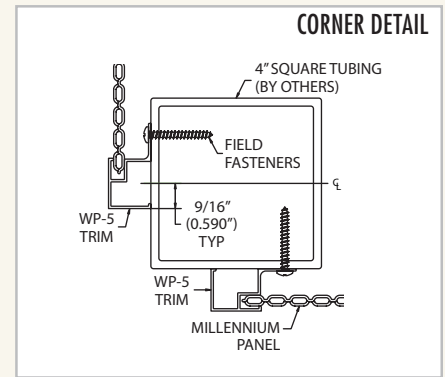 CORNER DETAIL
4" SQUARE TUBING
(BY OTHERS)
FIELD
FASTENERS
℄
9/16"
(0.590")
TYP
WP-5
TRIM
WP-5
TRIM
MILLENNIUM
PANEL